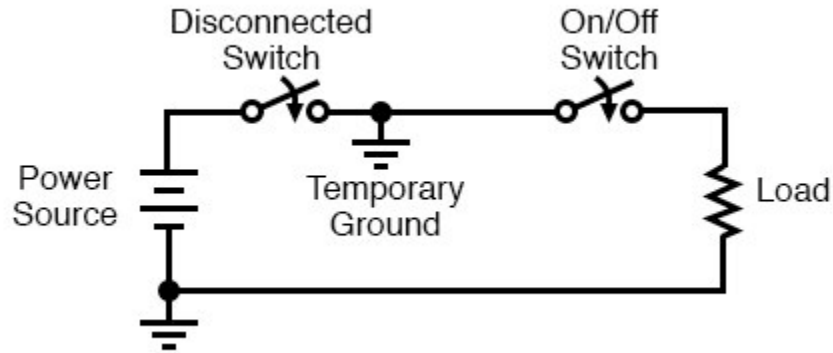 Disconnected
Switch
On/Off
Switch
Power
Source
Temporary
Ground
Load